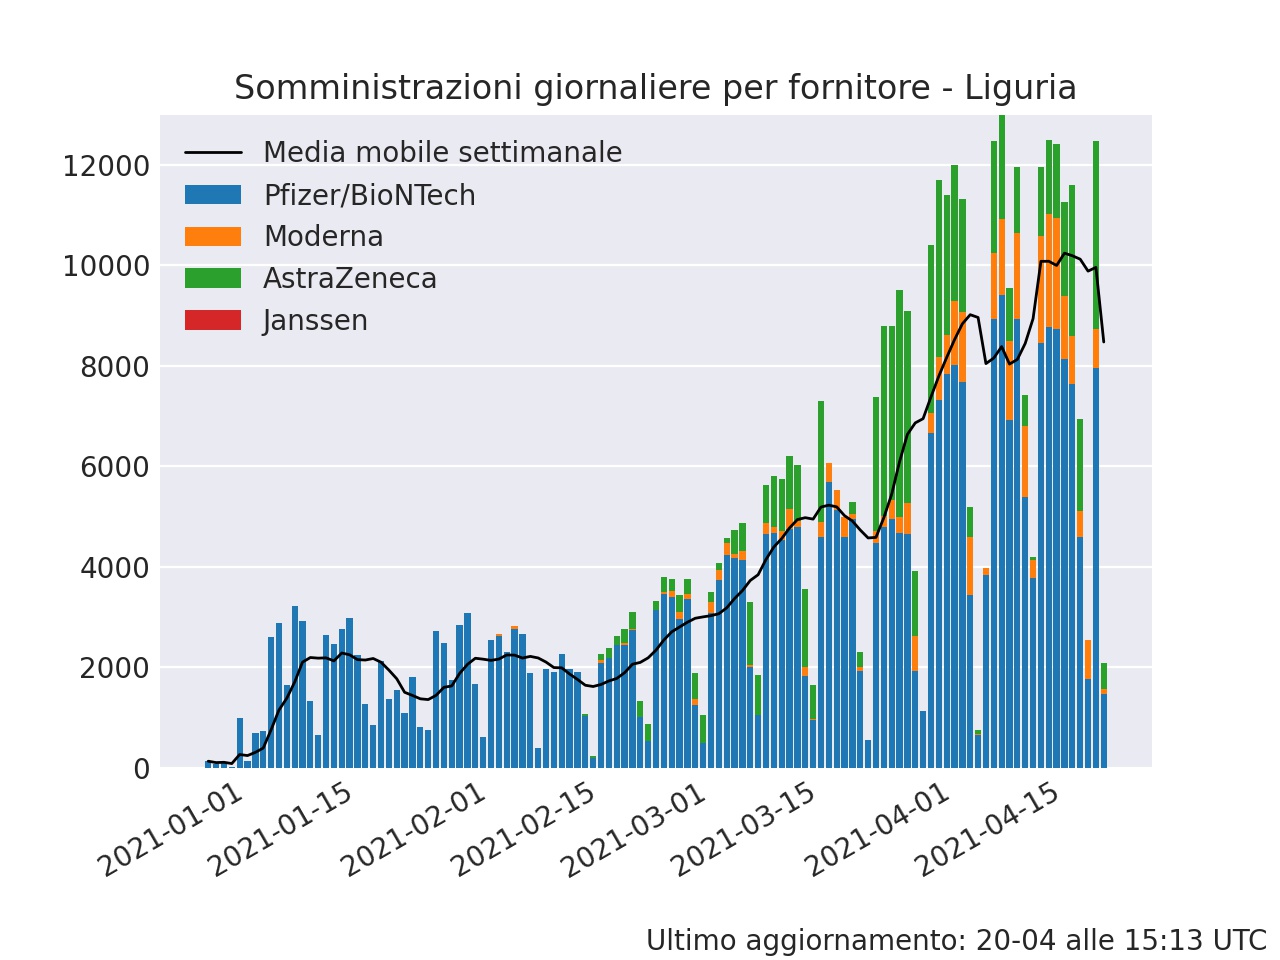 Somministrazioni giornaliere per fornitore - Liguria
Media mobile settimanale
Pfizer/BioNTech
Moderna
AstraZeneca
Janssen
12000
10000
8000
6000
4000
2000
0
2021-01-01
2021-01-15
2021-02-01
2021-02-15
2021-03-01
2021-03-15
2021-04-01
2021-04-15
Ultimo aggiornamento: 20-04 alle 15:13 UTC